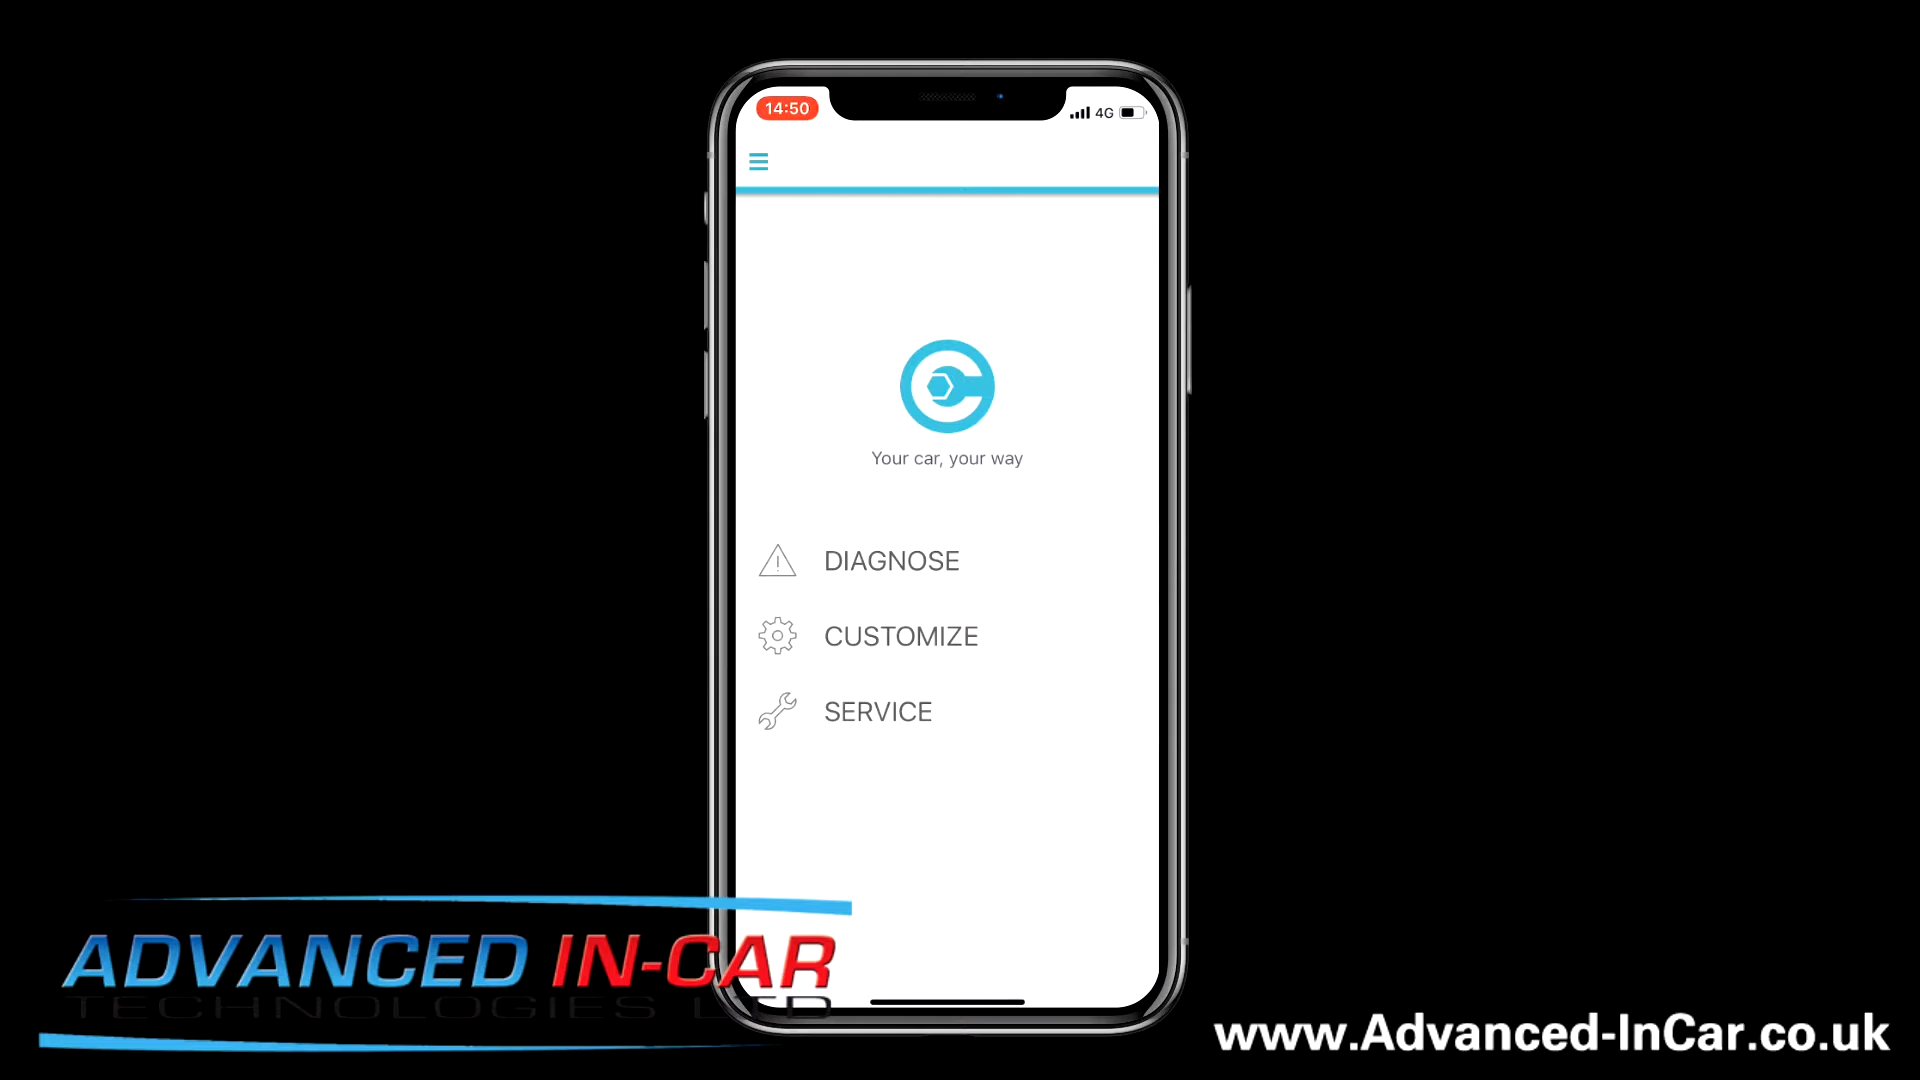 14:50
4G
Your car, your way
DIAGNOSE
CUSTOMIZE
SERVICE
ADVANCED IN-CAR
TECHNOLOGIES LTD
www.Advanced-InCar.co.uk